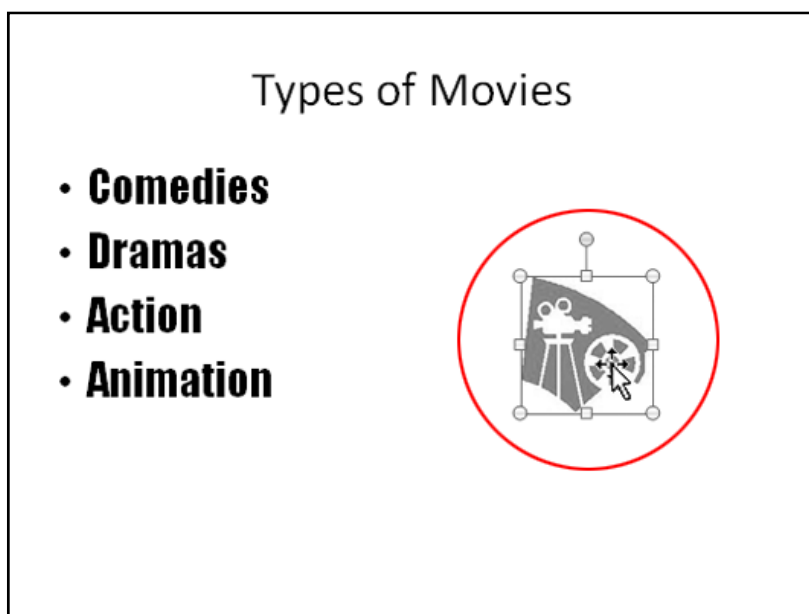 Types of Movies
• Comedies
• Dramas
• Action
• Animation